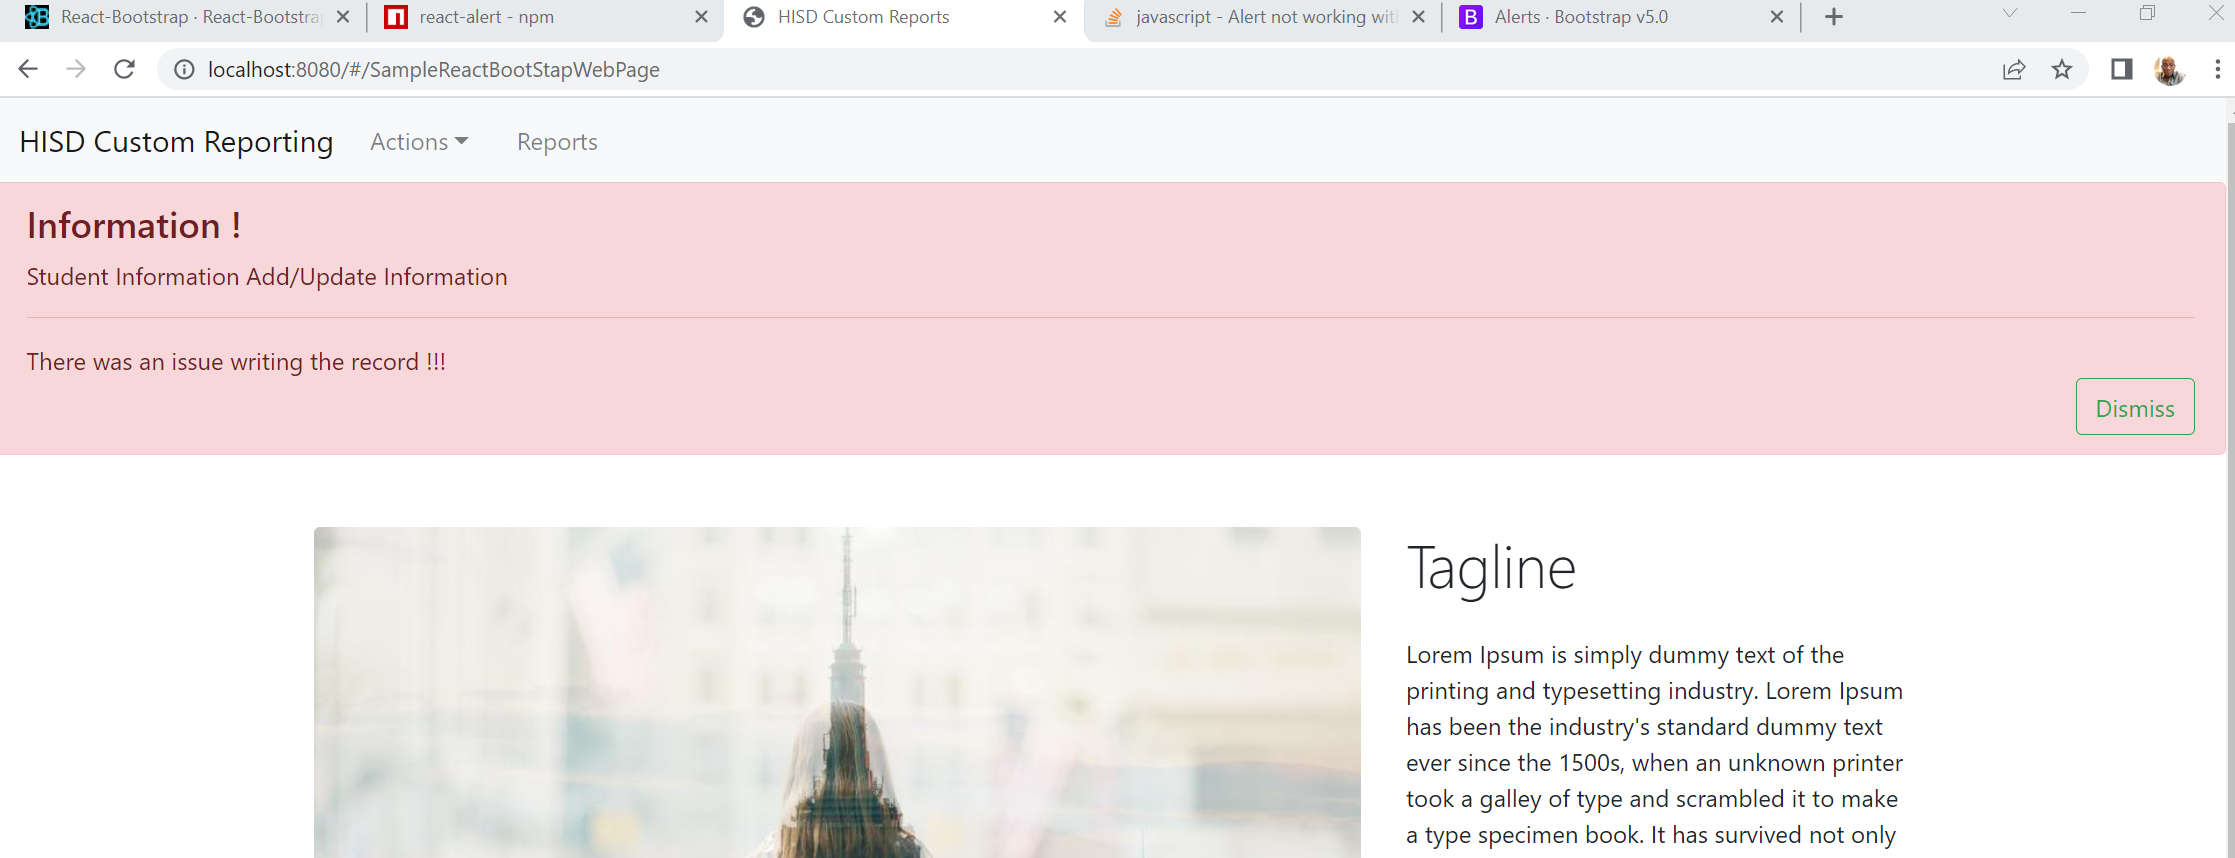 React-Bootstrap · React-Bootstra
react-alert - npm
HISD Custom Reports
javascript - Alert not working wit
Alerts · Bootstrap v5.0
localhost:8080/#/SampleReactBootStapWebPage
HISD Custom Reporting
Actions
Reports
Information !
Student Information Add/Update Information
There was an issue writing the record !!!
Dismiss
Tagline
Lorem Ipsum is simply dummy text of the
printing and typesetting industry. Lorem Ipsum
has been the industry's standard dummy text
ever since the 1500s, when an unknown printer
took a galley of type and scrambled it to make
a type specimen book. It has survived not only